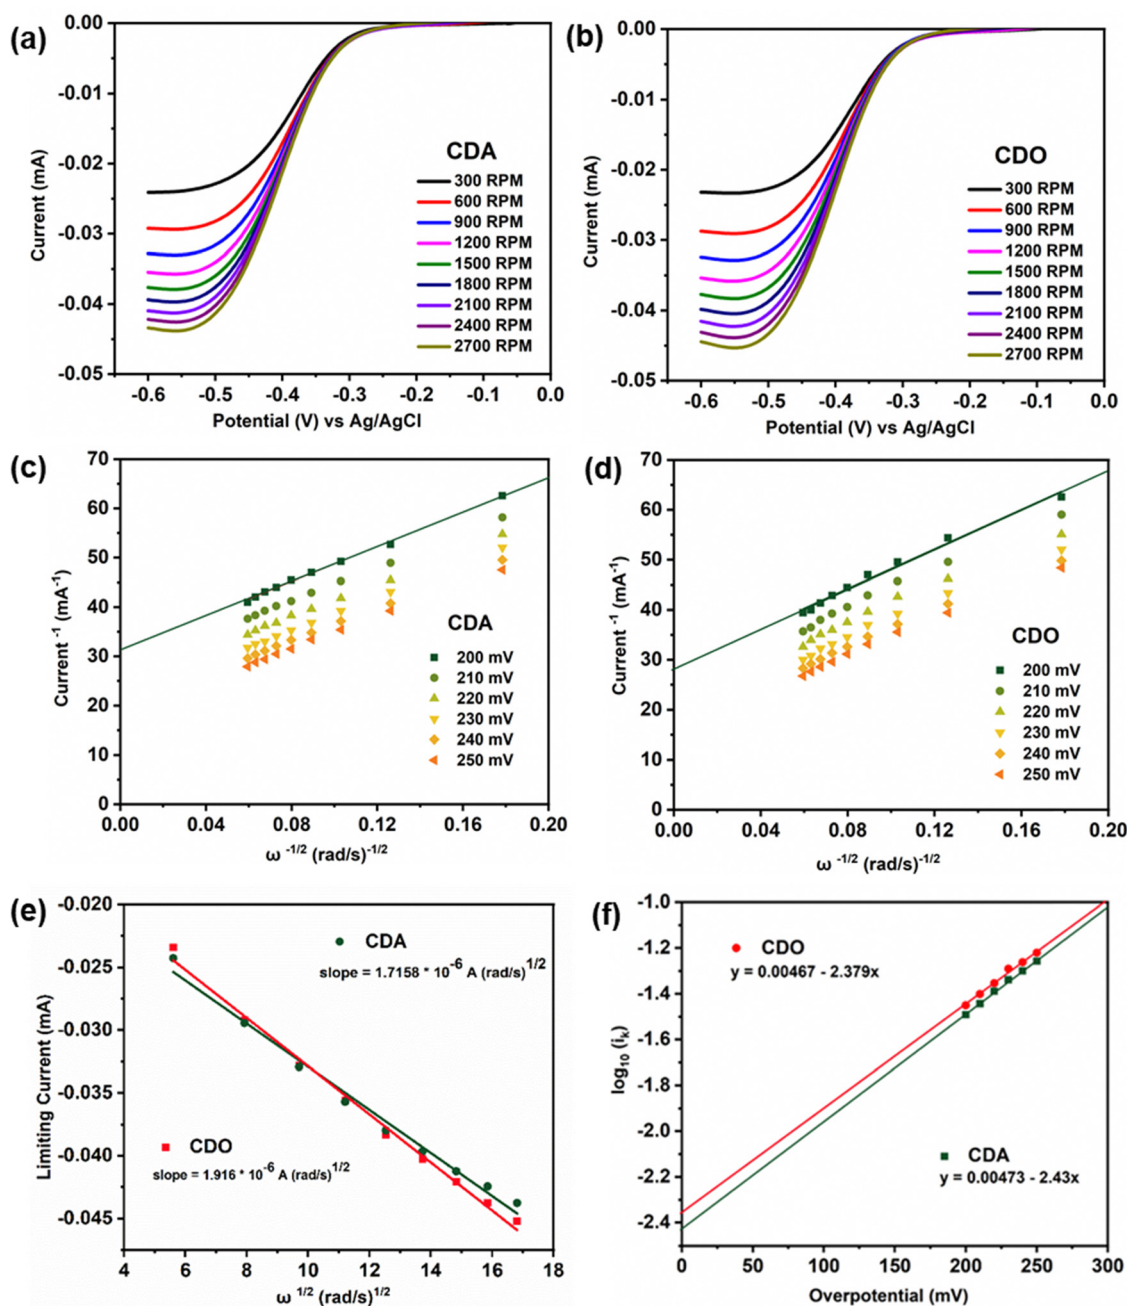 (a)
0.00
-0.01
-0.02
-0.03
-0.04
-0.05
Current (mA)
CDA
300 RPM
600 RPM
900 RPM
1200 RPM
1500 RPM
1800 RPM
2100 RPM
2400 RPM
2700 RPM
-0.6 -0.5 -0.4 -0.3 -0.2 -0.1 0.0
Potential (V) vs Ag/AgCl
(b)
0.00
-0.01
-0.02
-0.03
-0.04
-0.05
Current (mA)
CDO
300 RPM
600 RPM
900 RPM
1200 RPM
1500 RPM
1800 RPM
2100 RPM
2400 RPM
2700 RPM
-0.6 -0.5 -0.4 -0.3 -0.2 -0.1 0.0
Potential (V) vs Ag/AgCl
(c)
70
60
50
40
30
20
10
0
Current ⁻¹ (mA⁻¹)
CDA
200 mV
210 mV
220 mV
230 mV
240 mV
250 mV
0.00 0.04 0.08 0.12 0.16 0.20
ω ⁻¹/² (rad/s)⁻¹/²
(d)
70
60
50
40
30
20
10
0
Current ⁻¹ (mA⁻¹)
CDO
200 mV
210 mV
220 mV
230 mV
240 mV
250 mV
0.00 0.04 0.08 0.12 0.16 0.20
ω ⁻¹/² (rad/s)⁻¹/²
(e)
-0.020
-0.025
-0.030
-0.035
-0.040
-0.045
Limiting Current (mA)
CDA
slope = 1.7158 * 10⁻⁶ A (rad/s)¹/²
CDO
slope = 1.916 * 10⁻⁶ A (rad/s)¹/²
4 6 8 10 12 14 16 18
ω ¹/² (rad/s)¹/²
(f)
-1.0
-1.2
-1.4
-1.6
-1.8
-2.0
-2.2
-2.4
log₁₀ (iₖ)
CDO
y = 0.00467 - 2.379x
CDA
y = 0.00473 - 2.43x
0 50 100 150 200 250 300
Overpotential (mV)